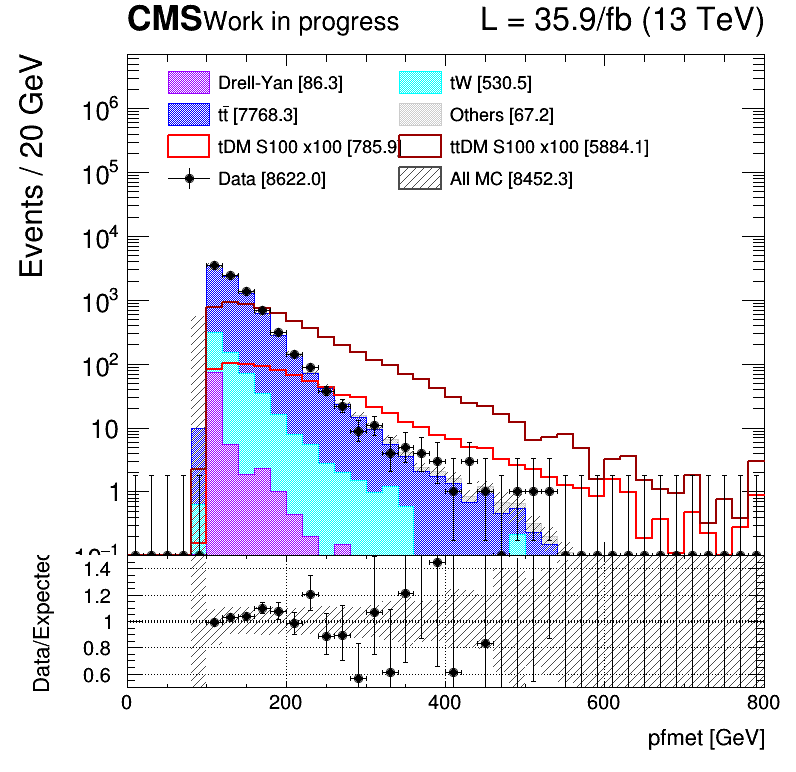 CMS Work in progress L = 35.9/fb (13 TeV)
Events / 20 GeV
Drell-Yan [86.3] tW [530.5]
tt̄ [7768.3] Others [67.2]
tDM S100 x100 [785.9] ttDM S100 x100 [5884.1]
Data [8622.0] All MC [8452.3]
10⁶
10⁵
10⁴
10³
10²
10
1
10⁻¹
Data/Expected
1.4
1.2
1
0.8
0.6
0 200 400 600 800
pfmet [GeV]